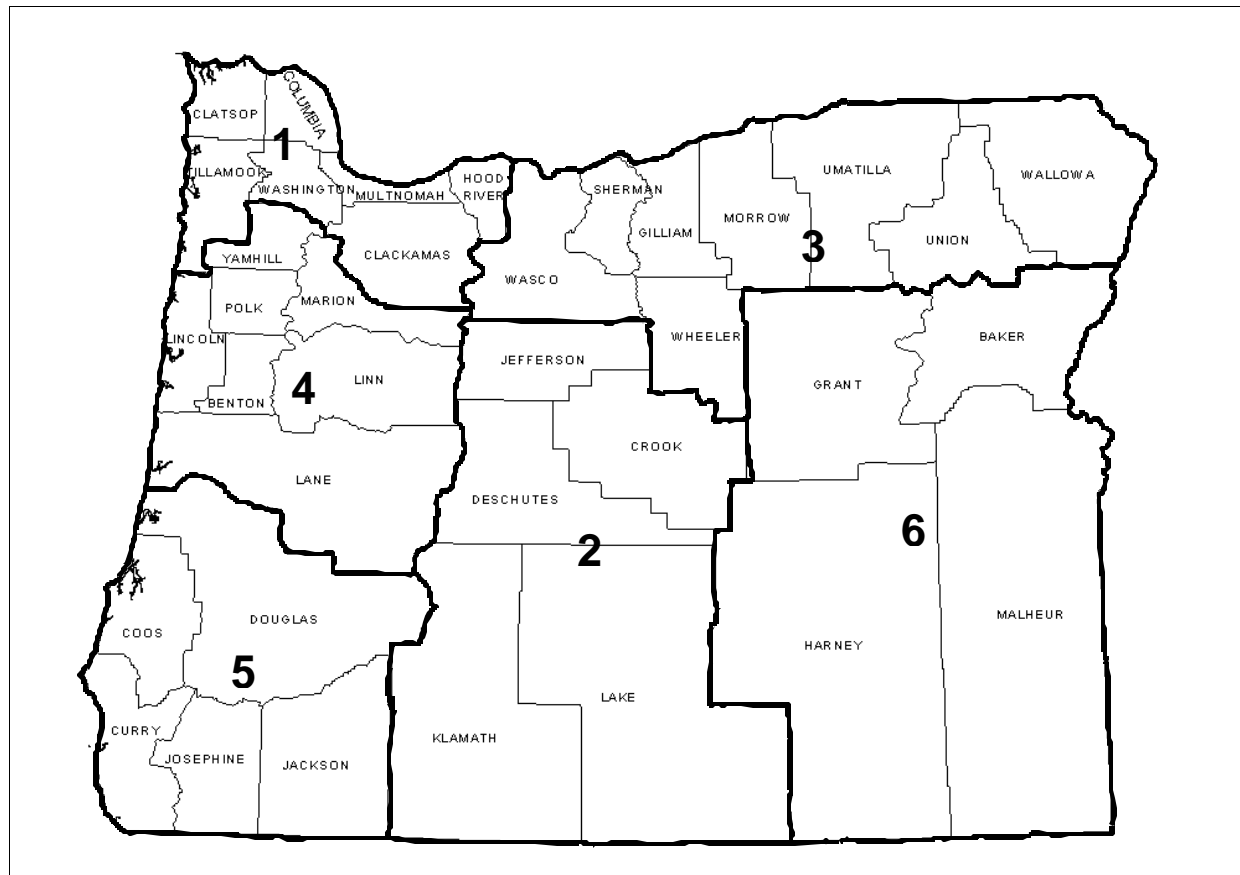 COLUMBIA
CLATSOP
1
TILLAMOOK
WASHINGTON
MULTNOMAH
HOOD
RIVER
CLACKAMAS
YAMHILL
SHERMAN
GILLIAM
MORROW
UMATILLA
UNION
WALLOWA
3
WASCO
WHEELER
POLK
MARION
LINCOLN
BENTON
LINN
4
LANE
JEFFERSON
CROOK
DESCHUTES
2
KLAMATH
LAKE
GRANT
BAKER
6
HARNEY
MALHEUR
COOS
DOUGLAS
5
CURRY
JOSEPHINE
JACKSON